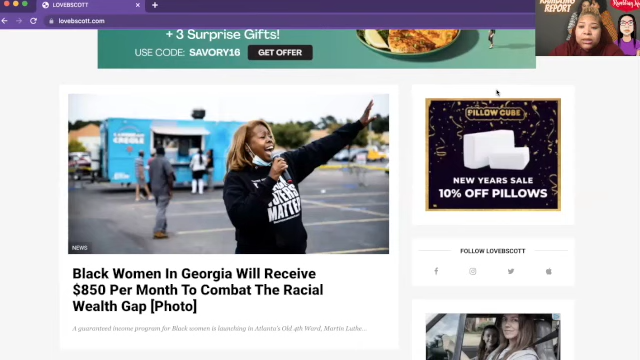 LOVEBSCOTT
lovebscott.com
+ 3 Surprise Gifts!
USE CODE: SAVORY16
GET OFFER
REPORT
PILLOW CUBE
NEW YEARS SALE
10% OFF PILLOWS
MATTER
NEWS
FOLLOW LOVEBSCOTT
Black Women In Georgia Will Receive
$850 Per Month To Combat The Racial
Wealth Gap [Photo]
A guaranteed income program for Black women is launching in Atlanta's Old 4th Ward, Martin Luthe...